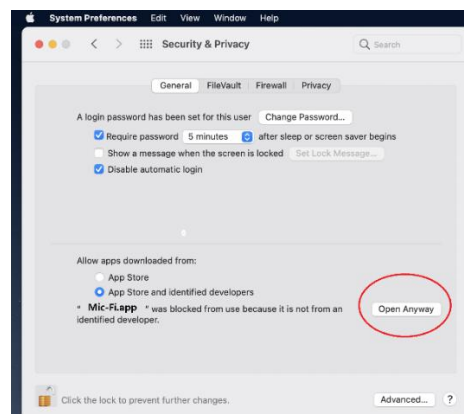 System Preferences Edit View Window Help
Security & Privacy
Search
General FileVault Firewall Privacy
A login password has been set for this user Change Password...
Require password 5 minutes after sleep or screen saver begins
Show a message when the screen is locked Set Lock Message...
Disable automatic login
Allow apps downloaded from:
App Store
App Store and identified developers
" Mic-Fi.app " was blocked from use because it is not from an
identified developer.
Open Anyway
Click the lock to prevent further changes.
Advanced...
?